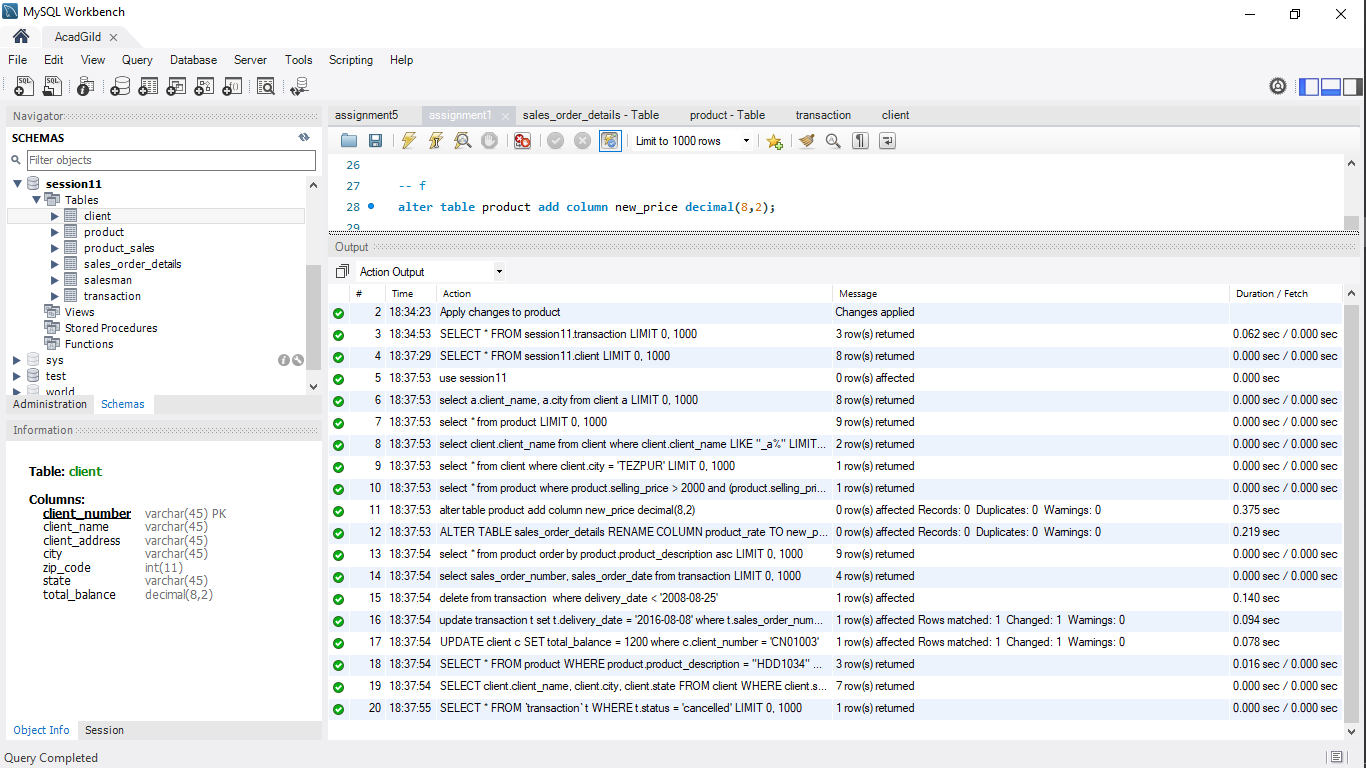 MySQL Workbench
AcadGild
File Edit View Query Database Server Tools Scripting Help
Navigator
SCHEMAS
Filter objects
session11
Tables
client
product
product_sales
sales_order_details
salesman
transaction
Views
Stored Procedures
Functions
sys
test
world
Administration Schemas
Information
Table: client
Columns:
client_number varchar(45) PK
client_name varchar(45)
client_address varchar(45)
city varchar(45)
zip_code int(11)
state varchar(45)
total_balance decimal(8,2)
Object Info Session
assignment5 assignment1 sales_order_details - Table product - Table transaction client
Limit to 1000 rows
26
27 -- f
28 alter table product add column new_price decimal(8,2);
29
Output
Action Output
# Time Action Message Duration / Fetch
2 18:34:23 Apply changes to product Changes applied
3 18:34:53 SELECT * FROM session11.transaction LIMIT 0, 1000 3 row(s) returned 0.062 sec / 0.000 sec
4 18:37:29 SELECT * FROM session11.client LIMIT 0, 1000 8 row(s) returned 0.000 sec / 0.000 sec
5 18:37:53 use session11 0 row(s) affected 0.000 sec
6 18:37:53 select a.client_name, a.city from client a LIMIT 0, 1000 8 row(s) returned 0.000 sec / 0.000 sec
7 18:37:53 select * from product LIMIT 0, 1000 9 row(s) returned 0.000 sec / 0.000 sec
8 18:37:53 select client.client_name from client where client.client_name LIKE "_a%" LIMIT... 2 row(s) returned 0.000 sec / 0.000 sec
9 18:37:53 select * from client where client.city = 'TEZPUR' LIMIT 0, 1000 1 row(s) returned 0.000 sec / 0.000 sec
10 18:37:53 select * from product where product.selling_price > 2000 and (product.selling_pri... 1 row(s) returned 0.000 sec / 0.000 sec
11 18:37:53 alter table product add column new_price decimal(8,2) 0 row(s) affected Records: 0 Duplicates: 0 Warnings: 0 0.375 sec
12 18:37:53 ALTER TABLE sales_order_details RENAME COLUMN product_rate TO new_p... 0 row(s) affected Records: 0 Duplicates: 0 Warnings: 0 0.219 sec
13 18:37:54 select * from product order by product.product_description asc LIMIT 0, 1000 9 row(s) returned 0.000 sec / 0.000 sec
14 18:37:54 select sales_order_number, sales_order_date from transaction LIMIT 0, 1000 4 row(s) returned 0.000 sec / 0.000 sec
15 18:37:54 delete from transaction where delivery_date < '2008-08-25' 1 row(s) affected 0.140 sec
16 18:37:54 update transaction t set t.delivery_date = '2016-08-08' where t.sales_order_num... 1 row(s) affected Rows matched: 1 Changed: 1 Warnings: 0 0.094 sec
17 18:37:54 UPDATE client c SET total_balance = 1200 where c.client_number = 'CN01003' 1 row(s) affected Rows matched: 1 Changed: 1 Warnings: 0 0.078 sec
18 18:37:54 SELECT * FROM product WHERE product.product_description = "HDD1034" ... 3 row(s) returned 0.016 sec / 0.000 sec
19 18:37:54 SELECT client.client_name, client.city, client.state FROM client WHERE client.s... 7 row(s) returned 0.000 sec / 0.000 sec
20 18:37:55 SELECT * FROM `transaction` t WHERE t.status = 'cancelled' LIMIT 0, 1000 1 row(s) returned 0.000 sec / 0.000 sec
Query Completed